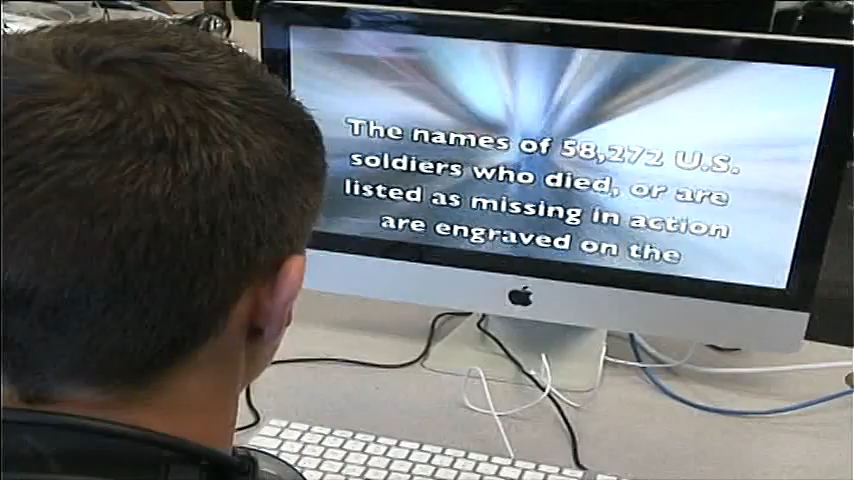 The names of 58,272 U.S.
soldiers who died, or are
listed as missing in action
are engraved on the